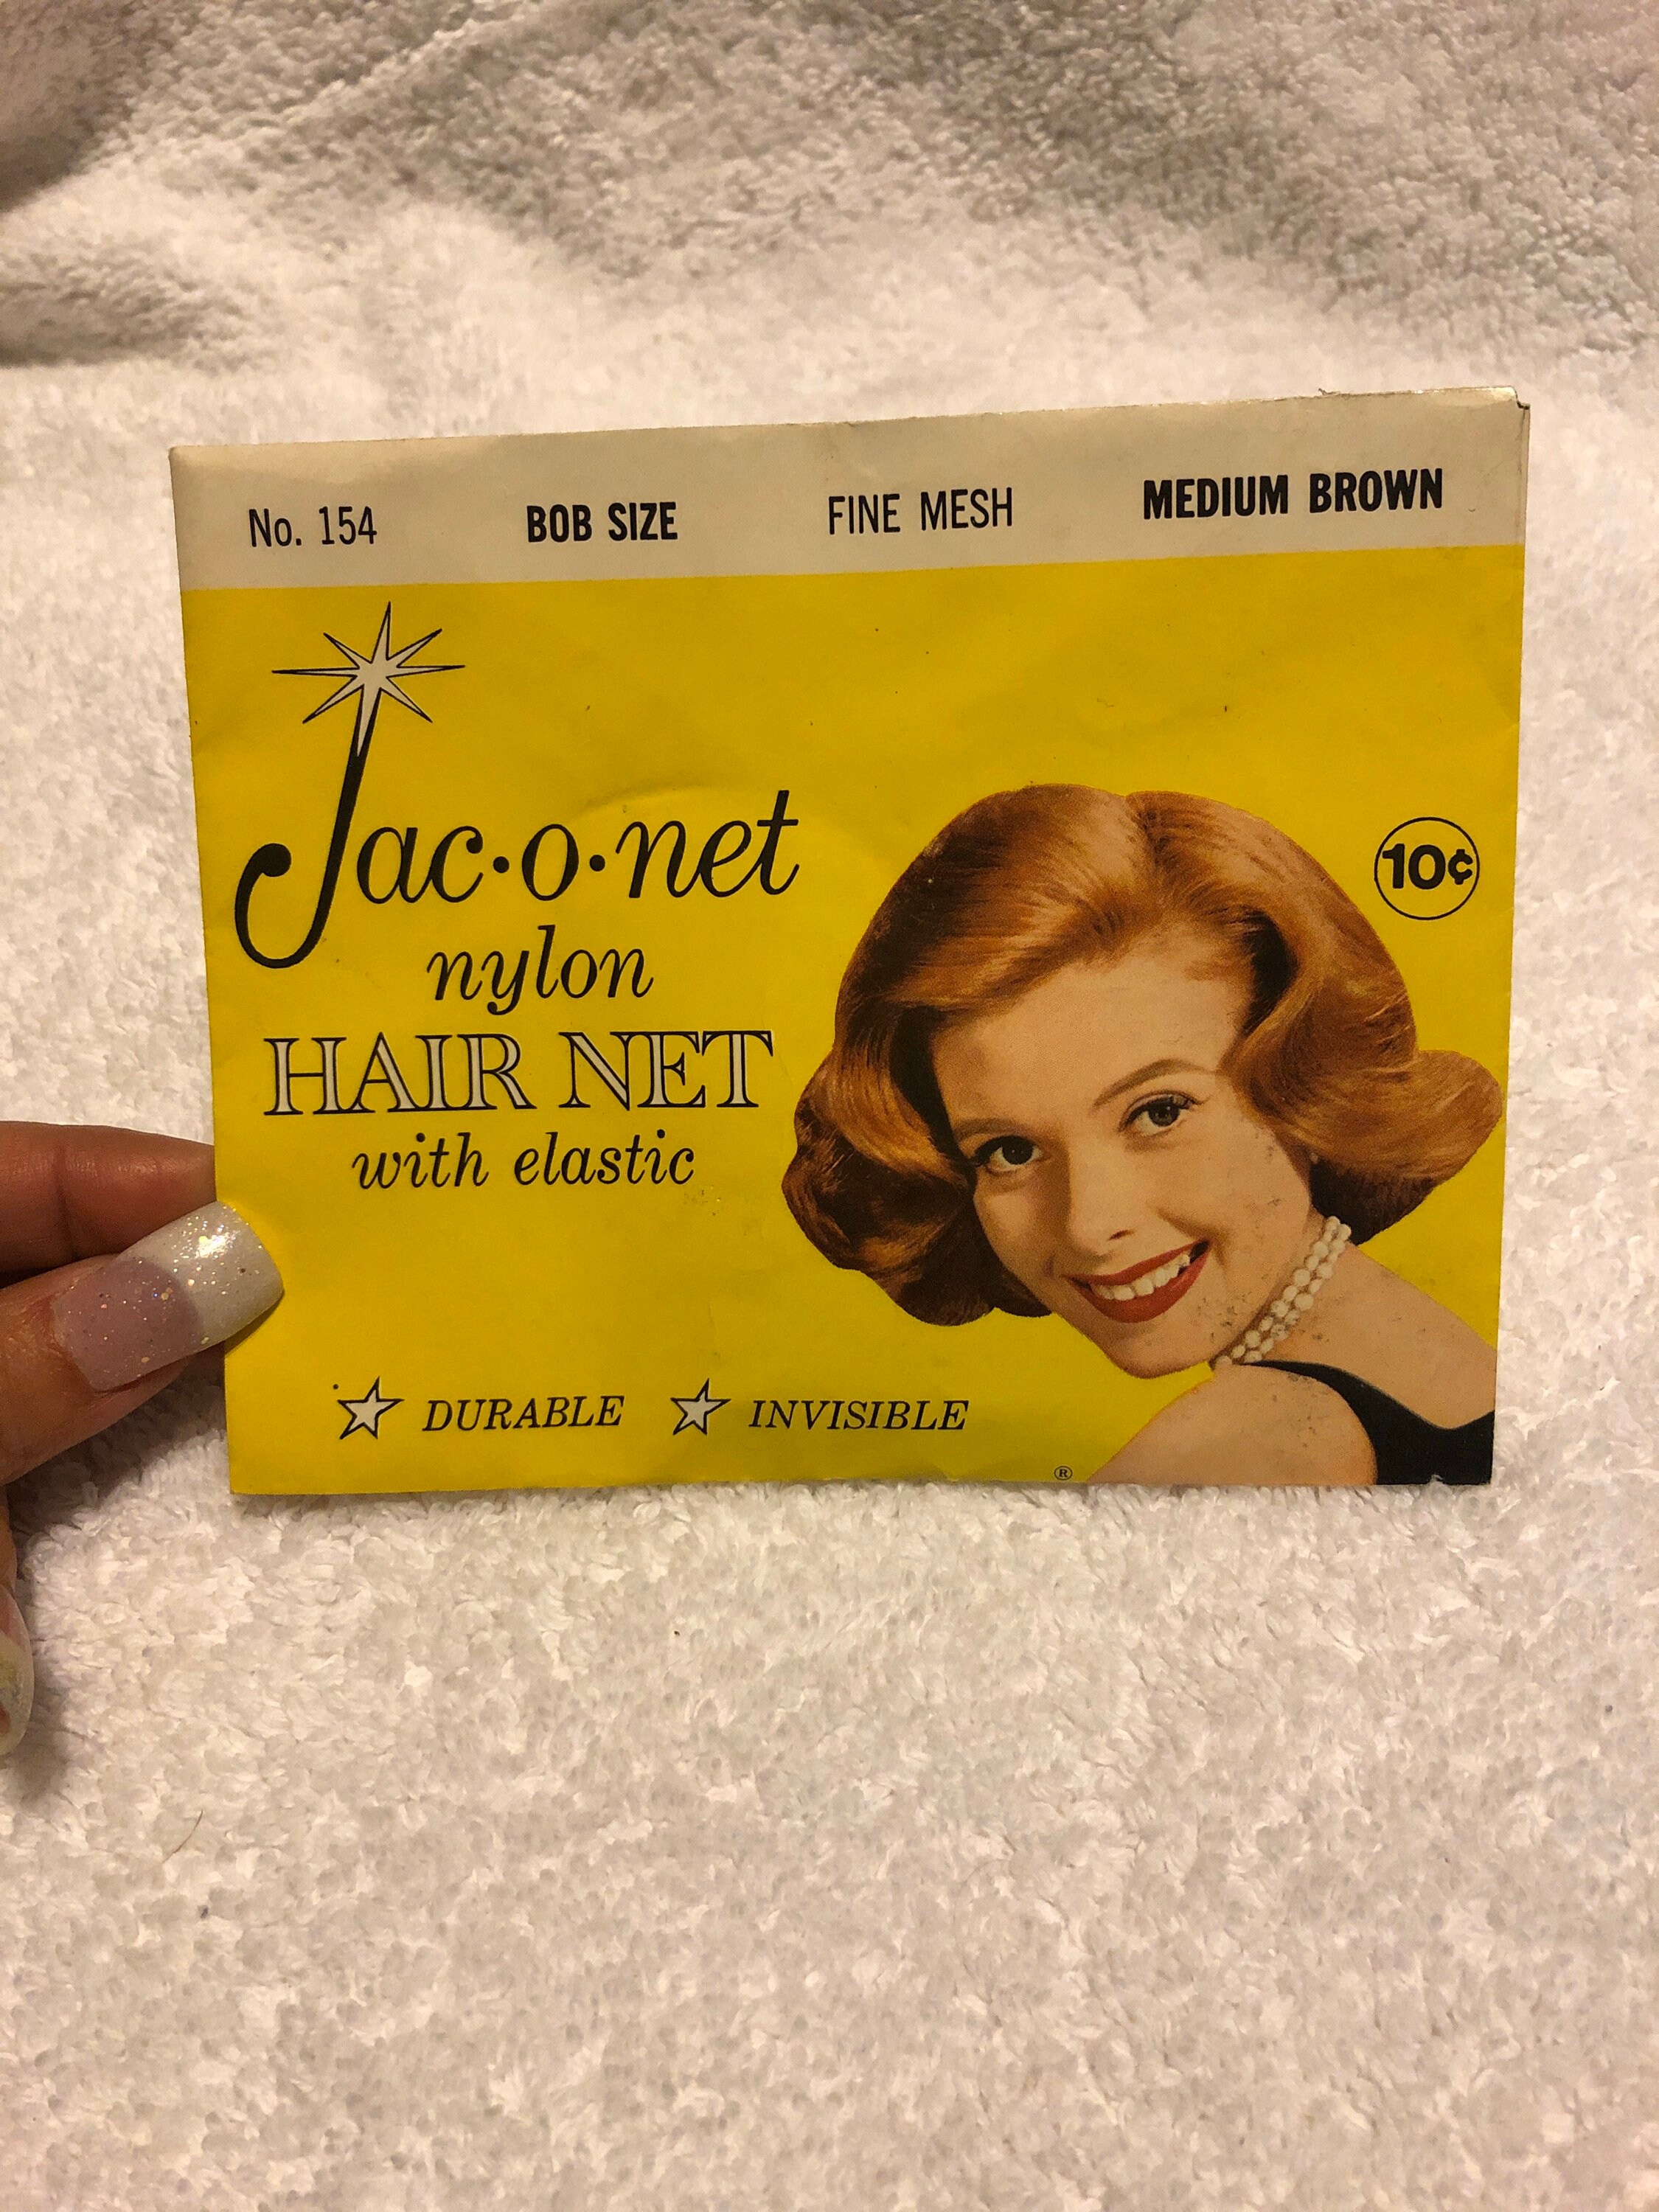 No. 154 BOB SIZE FINE MESH MEDIUM BROWN
Jac·o·net
10¢
nylon
HAIR NET
with elastic
DURABLE INVISIBLE
®